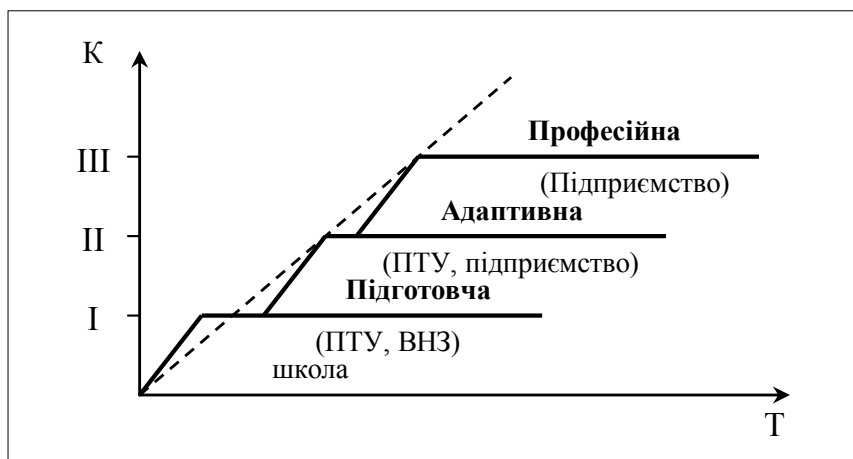 К
Професійна
III
(Підприємство)
Адаптивна
II
(ПТУ, підприємство)
Підготовча
I
(ПТУ, ВНЗ)
школа
Т